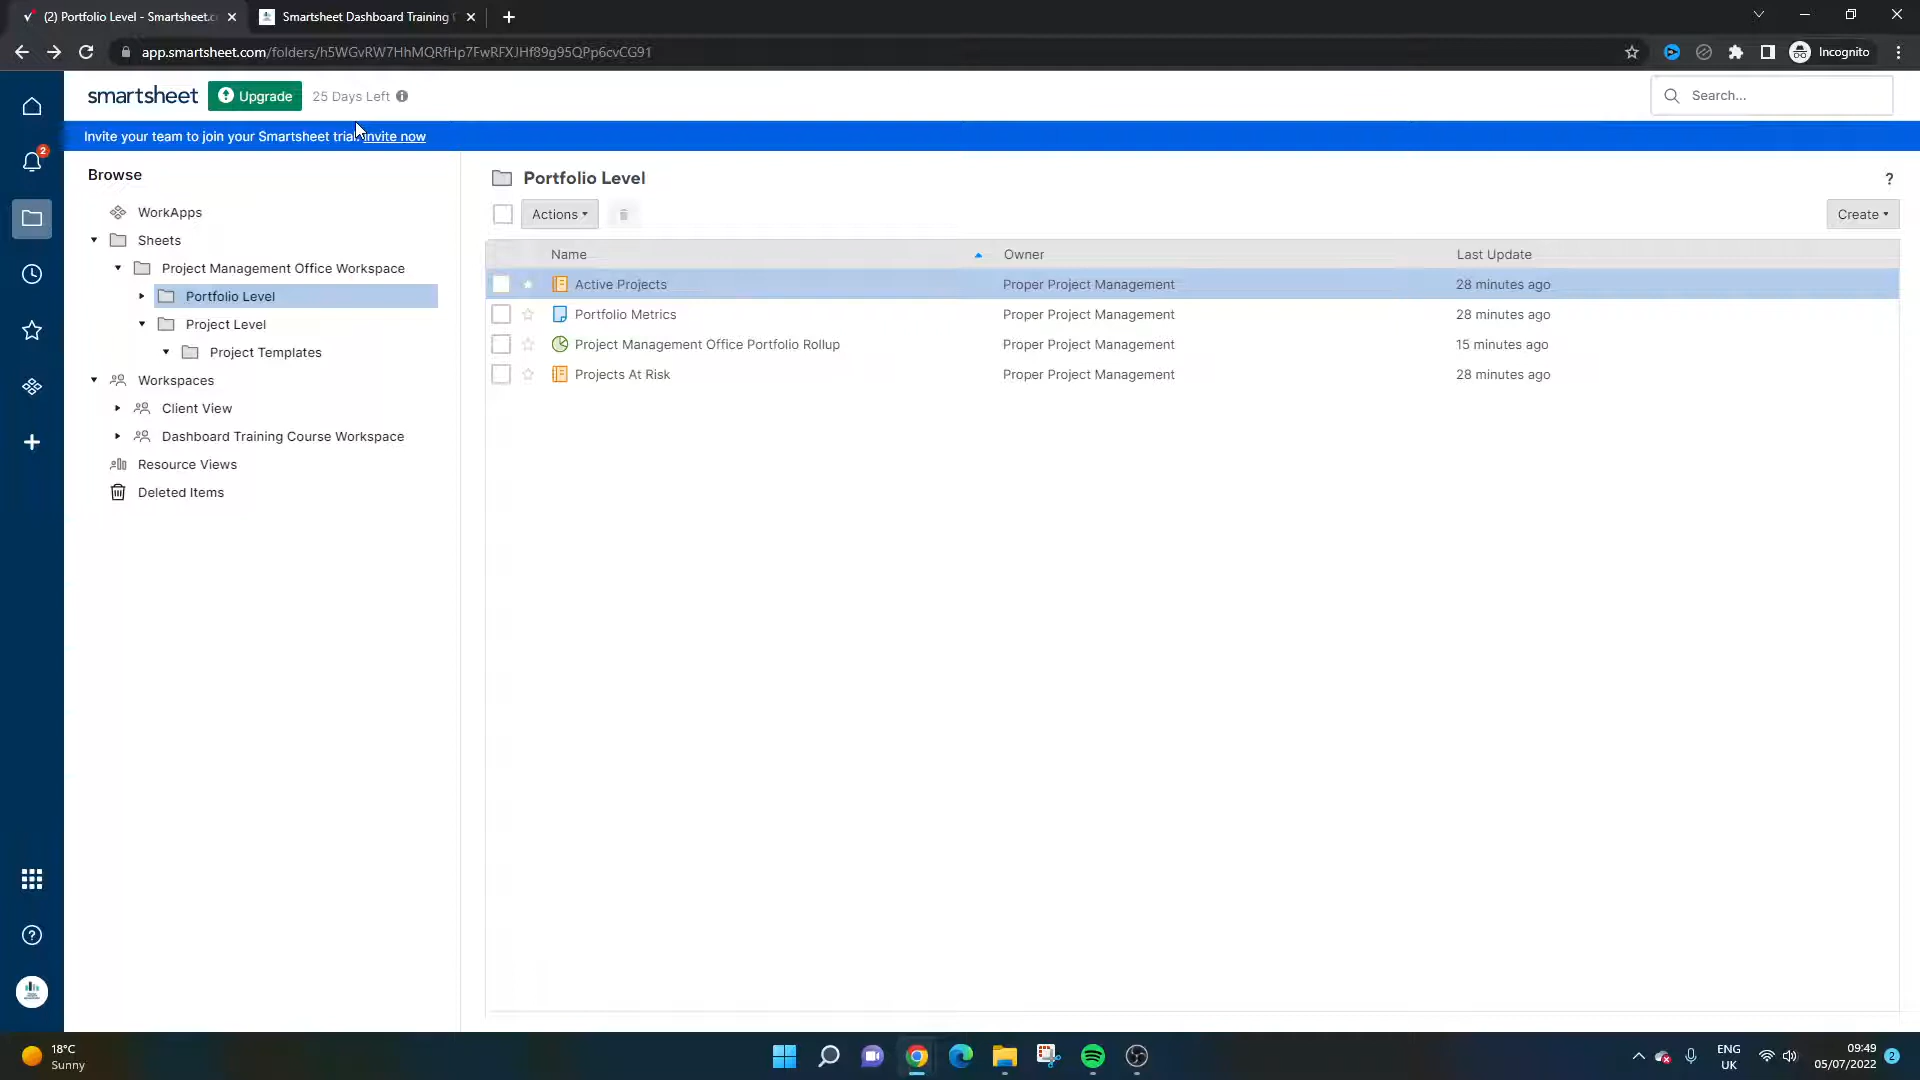 (2) Portfolio Level - Smartsheet.c
Smartsheet Dashboard Training
app.smartsheet.com/folders/h5WGvRW7HhMQRfHp7FwRFXJHf89g95QPp6cvCG91
Incognito
smartsheet
Upgrade
25 Days Left
Search...
Invite your team to join your Smartsheet trial. Invite now
2
Browse
WorkApps
Sheets
Project Management Office Workspace
Portfolio Level
Project Level
Project Templates
Workspaces
Client View
Dashboard Training Course Workspace
Resource Views
Deleted Items
Portfolio Level
?
Actions
Create
Name Owner Last Update
Active Projects Proper Project Management 28 minutes ago
Portfolio Metrics Proper Project Management 28 minutes ago
Project Management Office Portfolio Rollup Proper Project Management 15 minutes ago
Projects At Risk Proper Project Management 28 minutes ago
18°C
Sunny
ENG
UK
09:49
05/07/2022
2